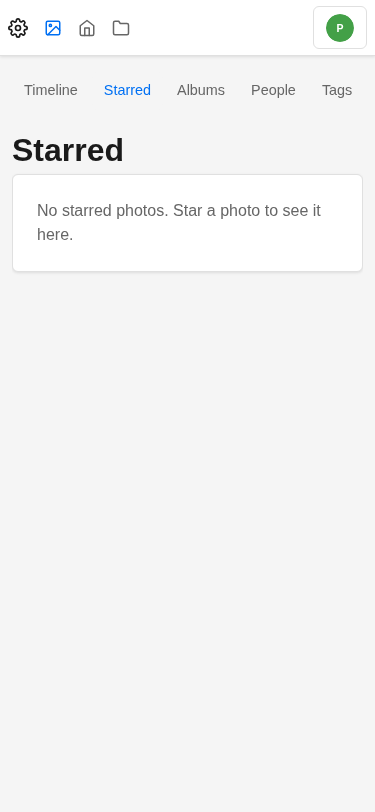 P
Timeline Starred Albums People Tags
Starred
No starred photos. Star a photo to see it
here.